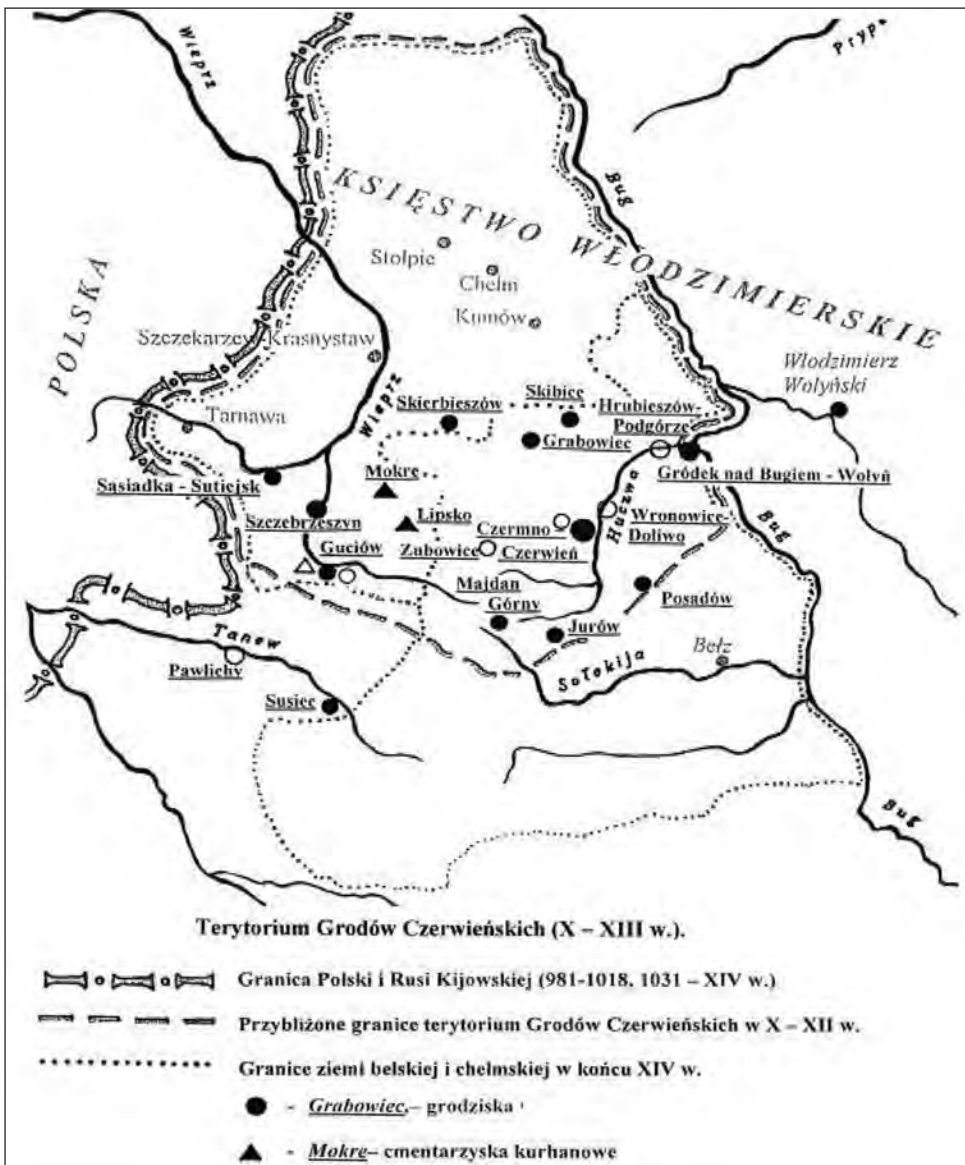 Wieprz
Bug
KSIĘSTWO WŁODZIMIERSKIE
POLSKA
Stołpie
Chełm
Kumów
Szczekarzew-Krasnystaw
Włodzimierz
Wołyński
Tarnawa
Wieprz
Skierbieszów
Skibice
Hrubieszów-
Podgórze
Grabowiec
Mokre
Gródek nad Bugiem - Wołyń
Sąsiadka - Sutiejsk
Huczwa
Lipsko
Szczebrzeszyn
Czermno
Wronowice-
Doliwo
Bug
Guciów
Zubowice
Czerwień
Majdan
Górny
Posadów
Jurów
Tanew
Bełz
Sołokija
Pawlichy
Susiec
Bug
Terytorium Grodów Czerwieńskich (X – XIII w.).
Granica Polski i Rusi Kijowskiej (981-1018, 1031 – XIV w.)
Przybliżone granice terytorium Grodów Czerwieńskich w X – XII w.
Granice ziemi belskiej i chełmskiej w końcu XIV w.
- Grabowiec,– grodziska
- Mokre– cmentarzyska kurhanowe